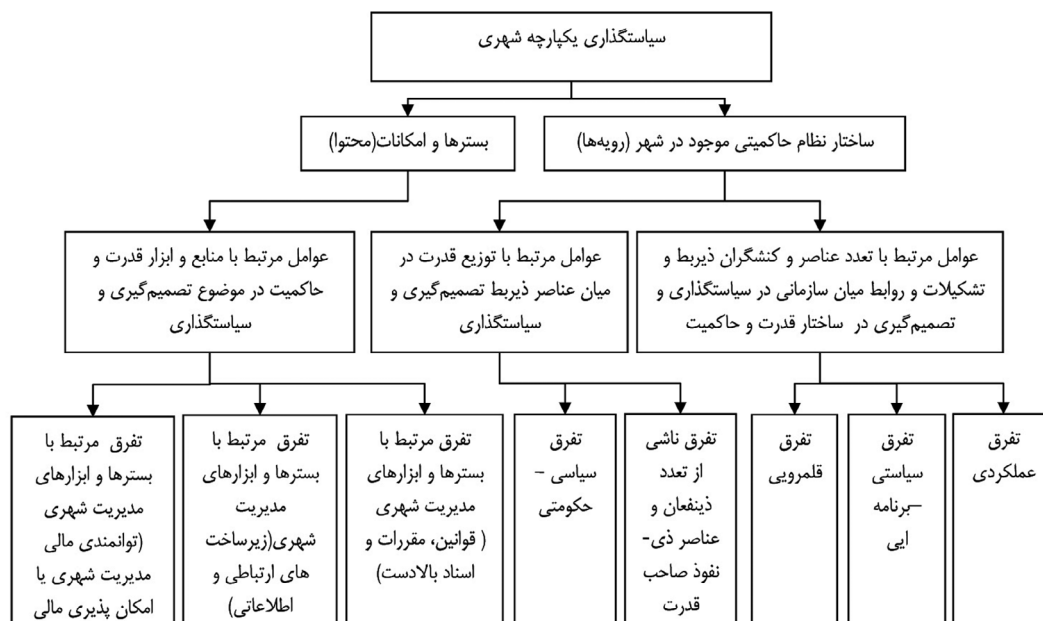 سیاستگذاری یکپارچه شهری
ساختار نظام حاکمیتی موجود در شهر (رویه‌ها)
بسترها و امکانات(محتوا)
عوامل مرتبط با تعدد عناصر و کنشگران ذیربط و
تشکیلات و روابط میان سازمانی در سیاستگذاری و
تصمیم‌گیری در ساختار قدرت و حاکمیت
عوامل مرتبط با توزیع قدرت در
میان عناصر ذیربط تصمیم‌گیری و
سیاستگذاری
عوامل مرتبط با منابع و ابزار قدرت و
حاکمیت در موضوع تصمیم‌گیری و
سیاستگذاری
تفرق
عملکردی
تفرق
سیاستی
–برنامه
ایی
تفرق
قلمرویی
تفرق ناشی
از تعدد
ذینفعان و
عناصر ذی-
نفوذ صاحب
قدرت
تفرق
سیاسی –
حکومتی
تفرق مرتبط با
بسترها و ابزارهای
مدیریت شهری
( قوانین، مقررات و
اسناد بالادست)
تفرق مرتبط با
بسترها و ابزارهای
مدیریت
شهری(زیرساخت
های ارتباطی و
اطلاعاتی)
تفرق مرتبط با
بسترها و ابزارهای
مدیریت شهری
(توانمندی مالی
مدیریت شهری یا
امکان پذیری مالی